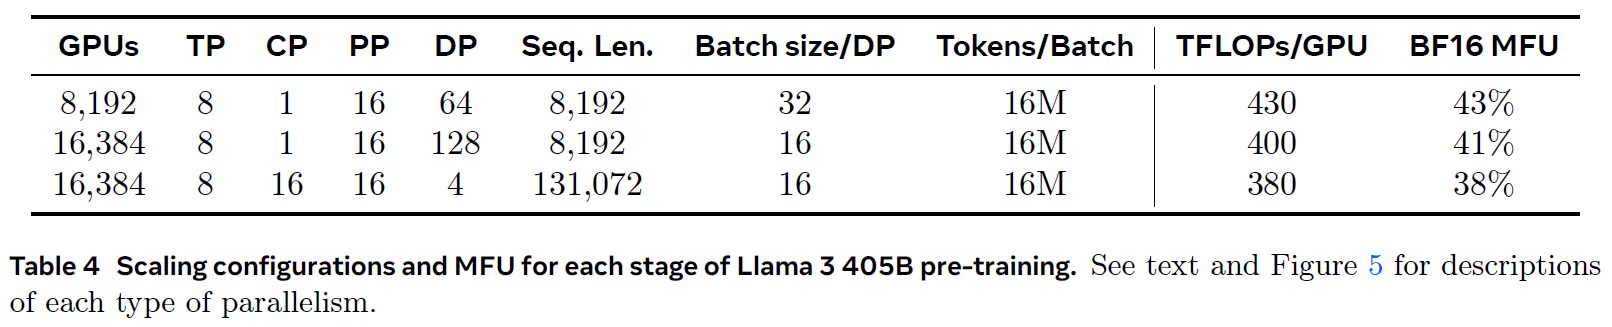 GPUs TP CP PP DP Seq. Len. Batch size/DP Tokens/Batch TFLOPs/GPU BF16 MFU
8,192 8 1 16 64 8,192 32 16M 430 43%
16,384 8 1 16 128 8,192 16 16M 400 41%
16,384 8 16 16 4 131,072 16 16M 380 38%
Table 4 Scaling configurations and MFU for each stage of Llama 3 405B pre-training. See text and Figure 5 for descriptions
of each type of parallelism.